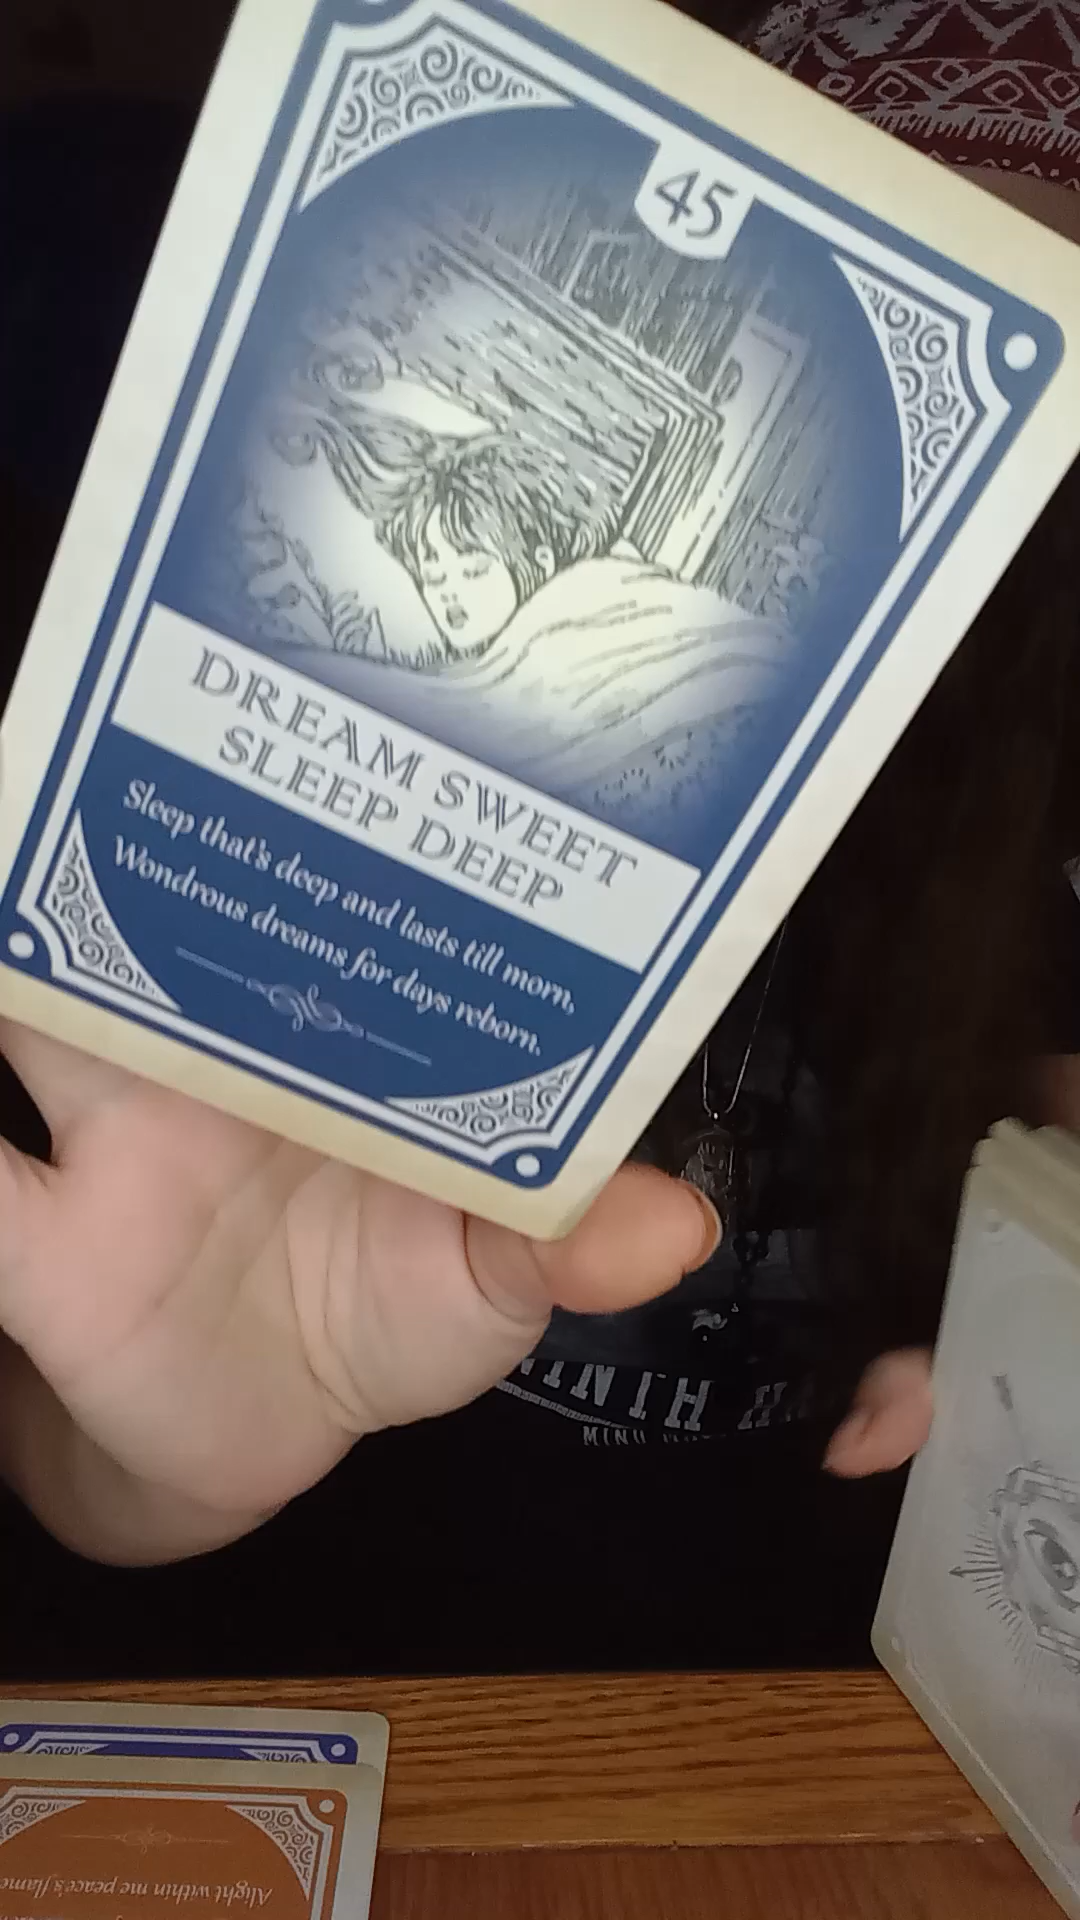 45
DREAM SWEET
SLEEP DEEP
Sleep that's deep and lasts till morn,
Wondrous dreams for days reborn.
Alight within me peace's flame